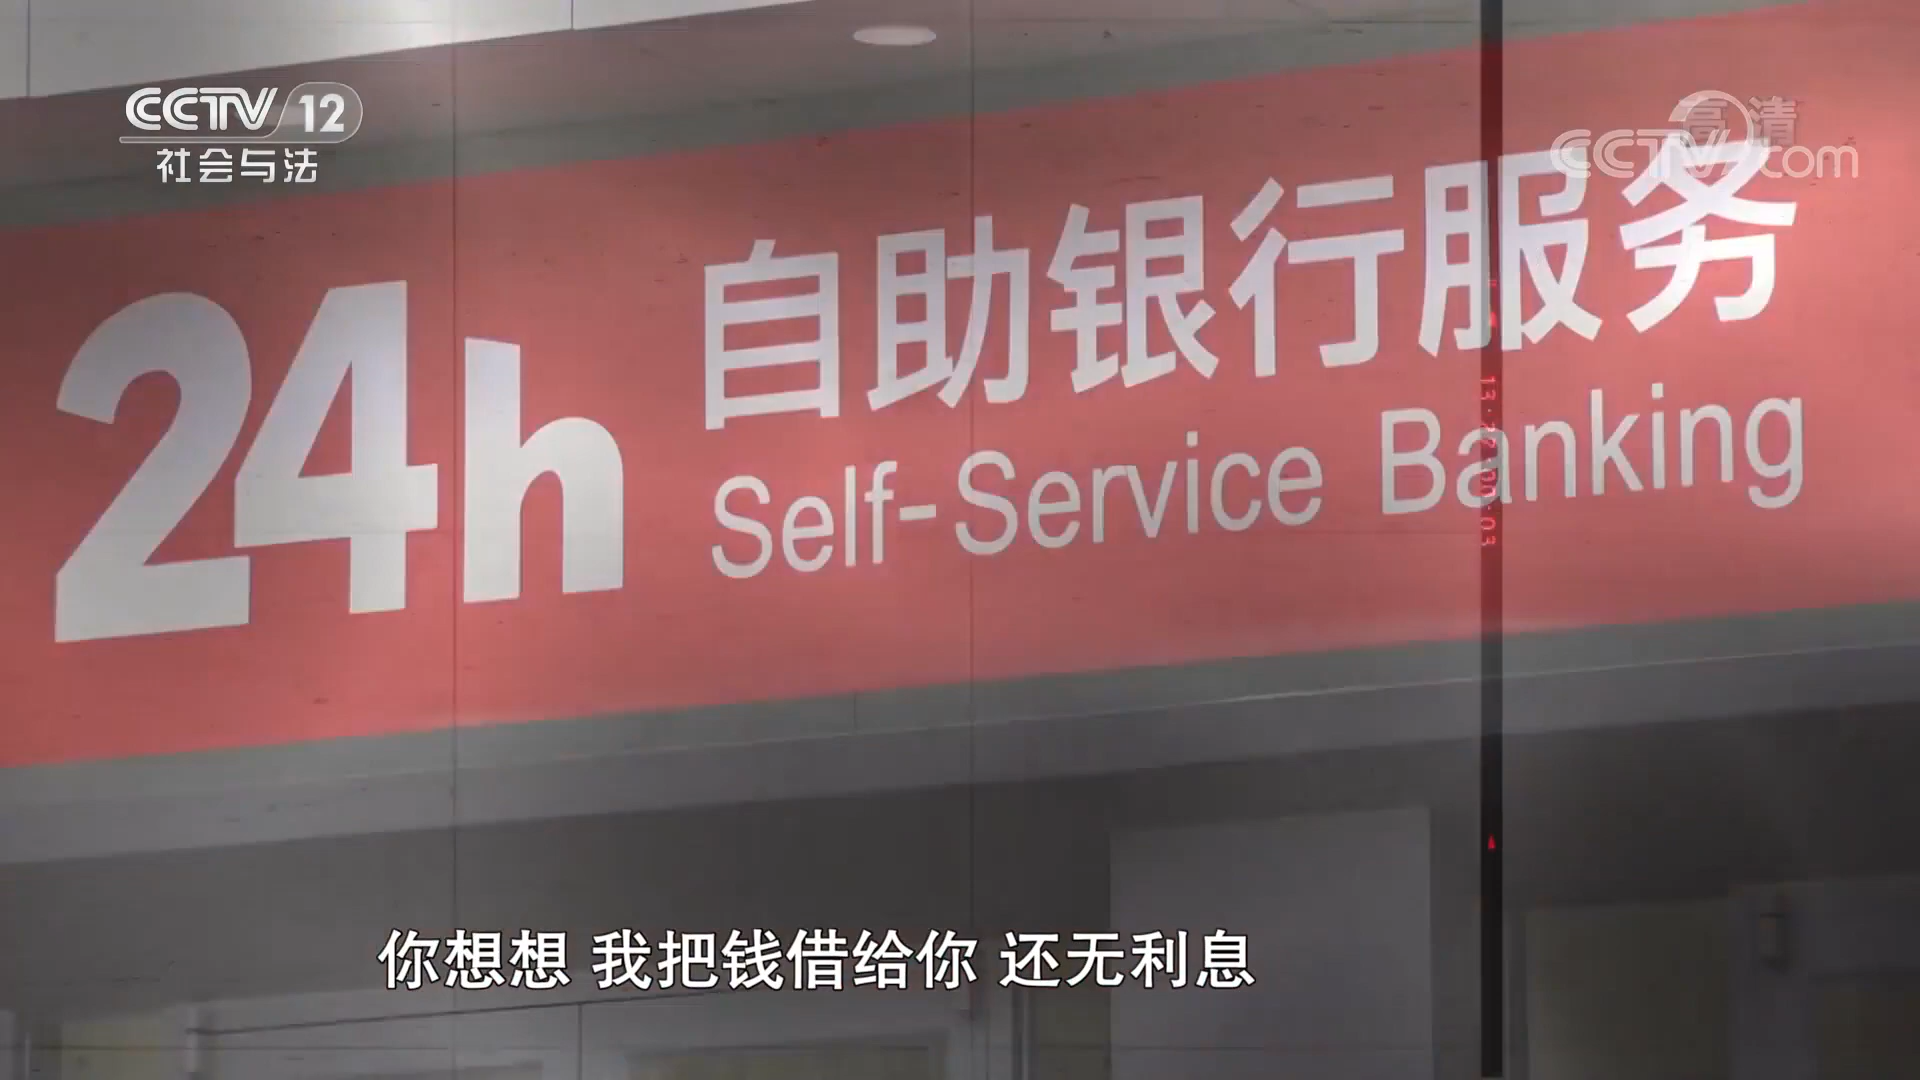 CCTV 12
社会与法
高清
CCTV.com
24h 自助银行服务
Self-Service Banking
你想想 我把钱借给你 还无利息